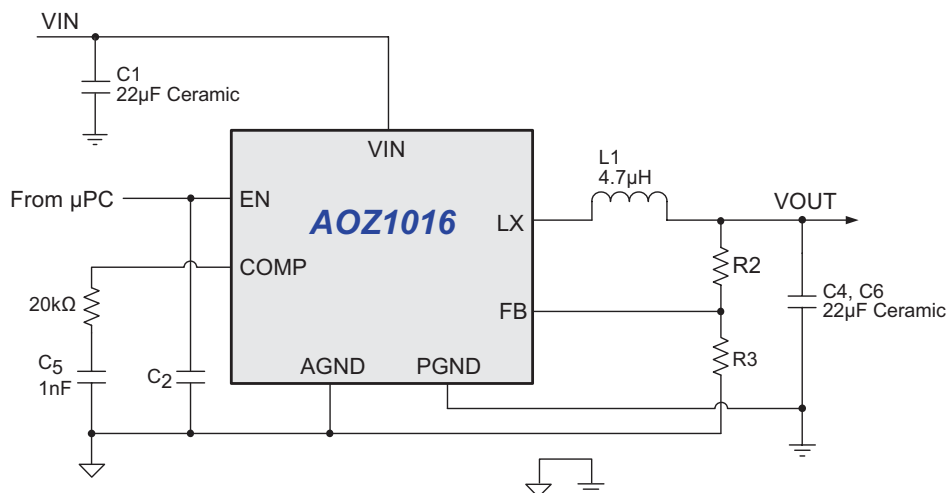 VIN
C1
22µF Ceramic
VIN
L1
4.7µH
From µPC
EN
AOZ1016
LX
VOUT
COMP
R2
20kΩ
FB
C4, C6
22µF Ceramic
C5
1nF
C2
AGND
PGND
R3